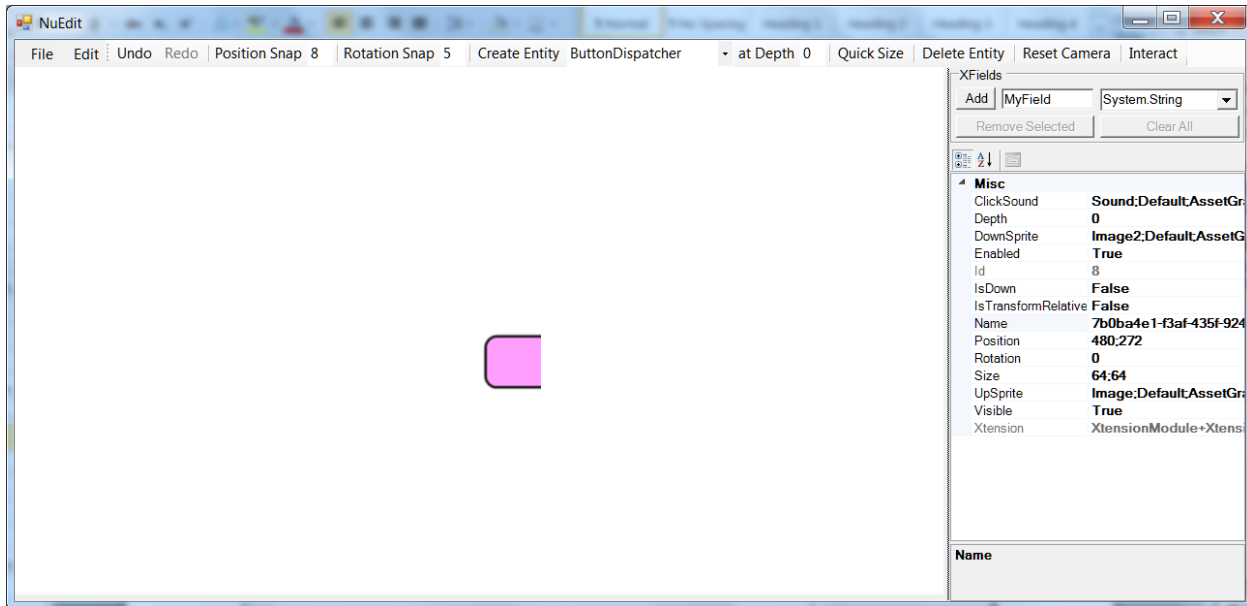 NuEdit
File Edit Undo Redo Position Snap 8 Rotation Snap 5 Create Entity ButtonDispatcher at Depth 0 Quick Size Delete Entity Reset Camera Interact
XFields
Add MyField System.String
Remove Selected Clear All
Misc
ClickSound Sound;Default;AssetGr
Depth 0
DownSprite Image2;Default;AssetG
Enabled True
Id 8
IsDown False
IsTransformRelative False
Name 7b0ba4e1-f3af-435f-924
Position 480;272
Rotation 0
Size 64;64
UpSprite Image;Default;AssetGr
Visible True
Xtension XtensionModule+Xtensi
Name